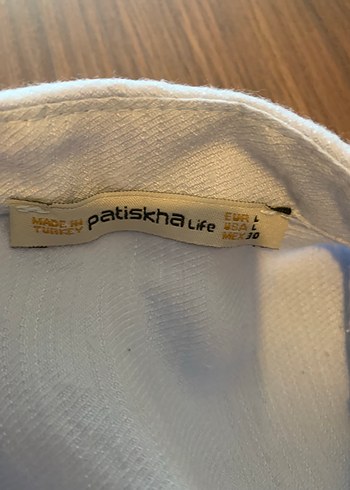 MADE IN
TURKEY
patiskha Life
EUR L
USA L
MEX 30